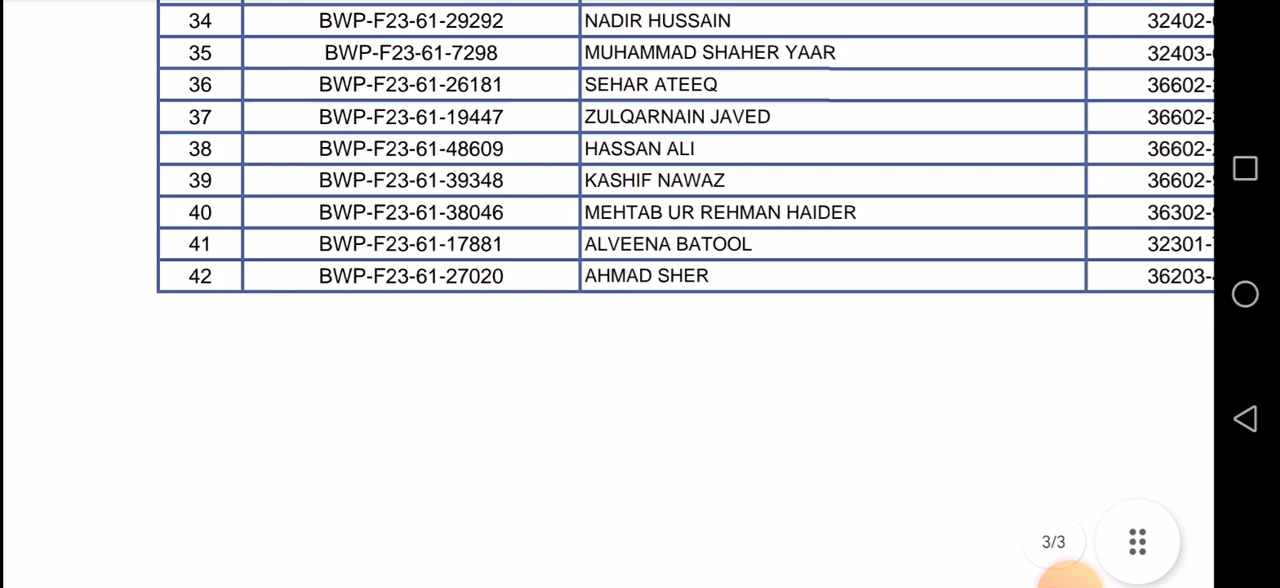 34 BWP-F23-61-29292 NADIR HUSSAIN 32402-
35 BWP-F23-61-7298 MUHAMMAD SHAHER YAAR 32403-
36 BWP-F23-61-26181 SEHAR ATEEQ 36602-
37 BWP-F23-61-19447 ZULQARNAIN JAVED 36602-
38 BWP-F23-61-48609 HASSAN ALI 36602-
39 BWP-F23-61-39348 KASHIF NAWAZ 36602-
40 BWP-F23-61-38046 MEHTAB UR REHMAN HAIDER 36302-
41 BWP-F23-61-17881 ALVEENA BATOOL 32301-
42 BWP-F23-61-27020 AHMAD SHER 36203-
3/3